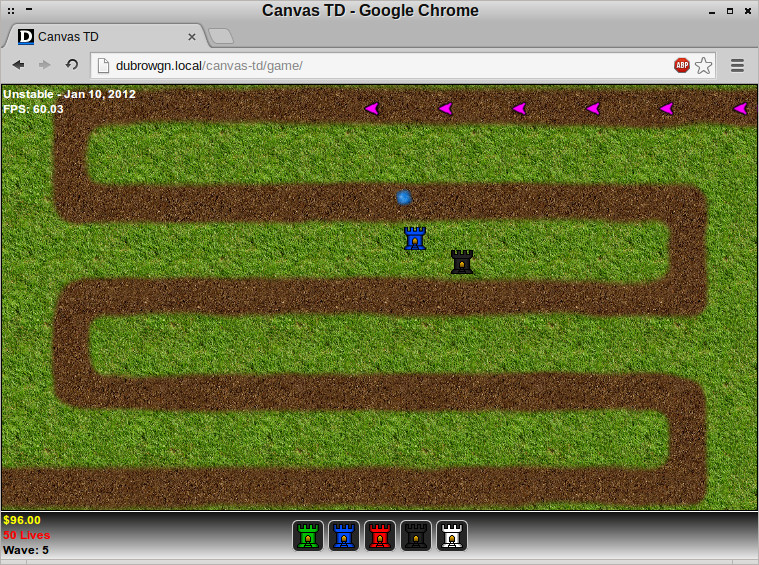 Canvas TD - Google Chrome
D Canvas TD
dubrowgn.local/canvas-td/game/
ABP
Unstable - Jan 10, 2012
FPS: 60.03
$96.00
50 Lives
Wave: 5